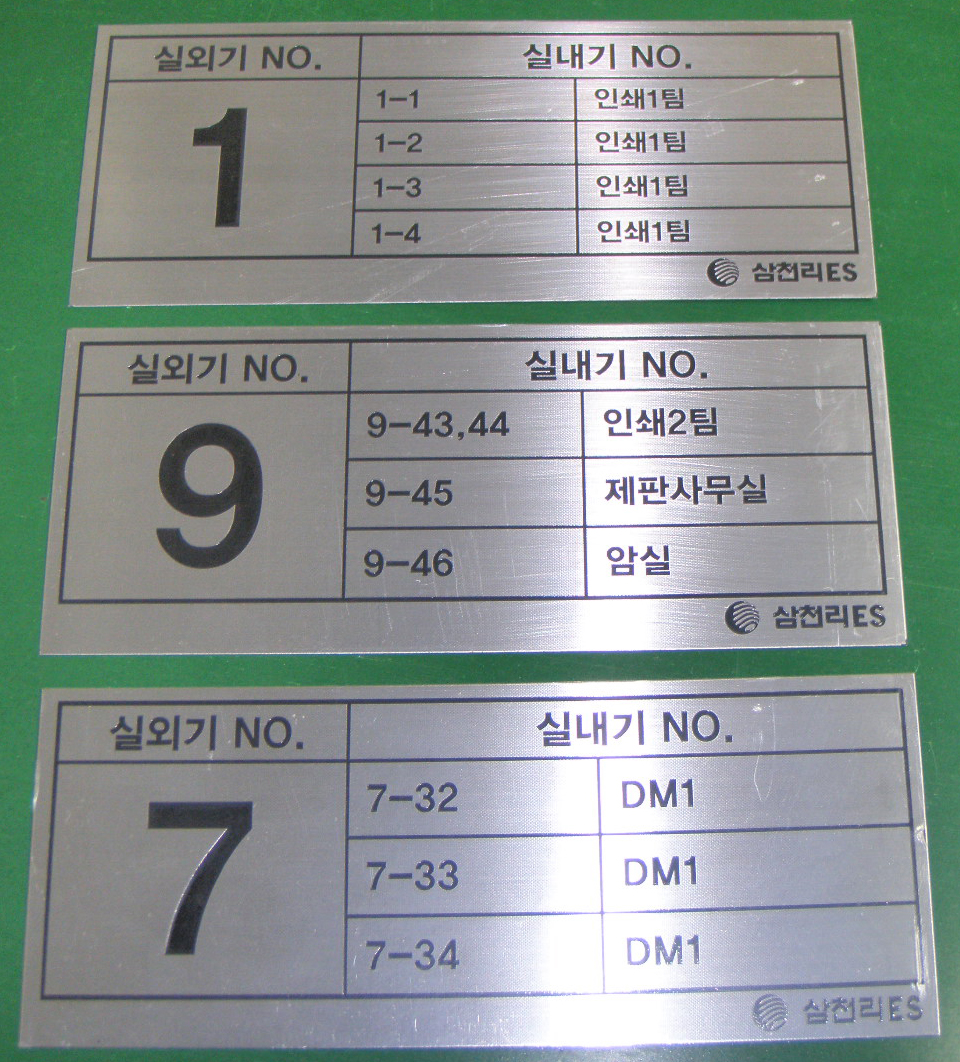 실외기 NO. 실내기 NO.
1
1-1 인쇄1팀
1-2 인쇄1팀
1-3 인쇄1팀
1-4 인쇄1팀
삼천리ES
실외기 NO. 실내기 NO.
9
9-43,44 인쇄2팀
9-45 제판사무실
9-46 암실
삼천리ES
실외기 NO. 실내기 NO.
7
7-32 DM1
7-33 DM1
7-34 DM1
삼천리ES